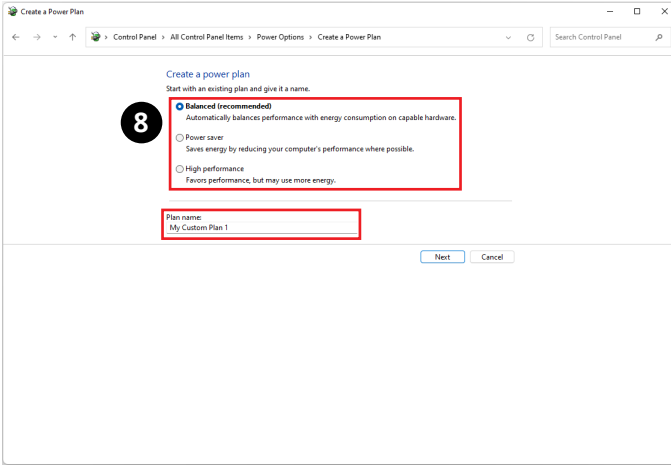 Create a Power Plan
Control Panel > All Control Panel Items > Power Options > Create a Power Plan
Search Control Panel
Create a power plan
Start with an existing plan and give it a name.
8
Balanced (recommended)
Automatically balances performance with energy consumption on capable hardware.
Power saver
Saves energy by reducing your computer's performance where possible.
High performance
Favors performance, but may use more energy.
Plan name:
My Custom Plan 1
Next Cancel